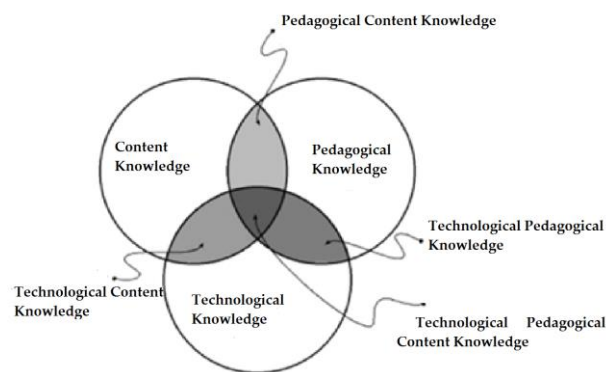 Pedagogical Content Knowledge
Content
Knowledge
Pedagogical
Knowledge
Technological Pedagogical
Knowledge
Technological Content
Knowledge
Technological
Knowledge
Technological Pedagogical
Content Knowledge